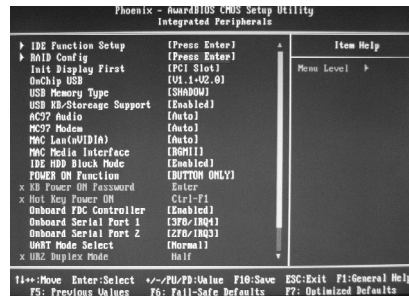 Phoenix - AwardBIOS CMOS Setup Utility
Integrated Peripherals
IDE Function Setup [Press Enter]
RAID Config [Press Enter]
Init Display First [PCI Slot]
OnChip USB [V1.1+V2.0]
USB Memory Type [SHADOW]
USB KB/Storeage Support [Enabled]
AC97 Audio [Auto]
MC97 Modem [Auto]
MAC Lan(nVIDIA) [Auto]
MAC Media Interface [RGMII]
IDE HDD Block Mode [Enabled]
POWER ON Function [BUTTON ONLY]
x KB Power ON Password Enter
x Hot Key Power ON Ctrl-F1
Onboard FDC Controller [Enabled]
Onboard Serial Port 1 [3F8/IRQ4]
Onboard Serial Port 2 [2F8/IRQ3]
UART Mode Select [Normal]
x UR2 Duplex Mode Half
Item Help
Menu Level
↑↓↔:Move Enter:Select +/-/PU/PD:Value F10:Save ESC:Exit F1:General Help
F5: Previous Values F6: Fail-Safe Defaults F7: Optimized Defaults